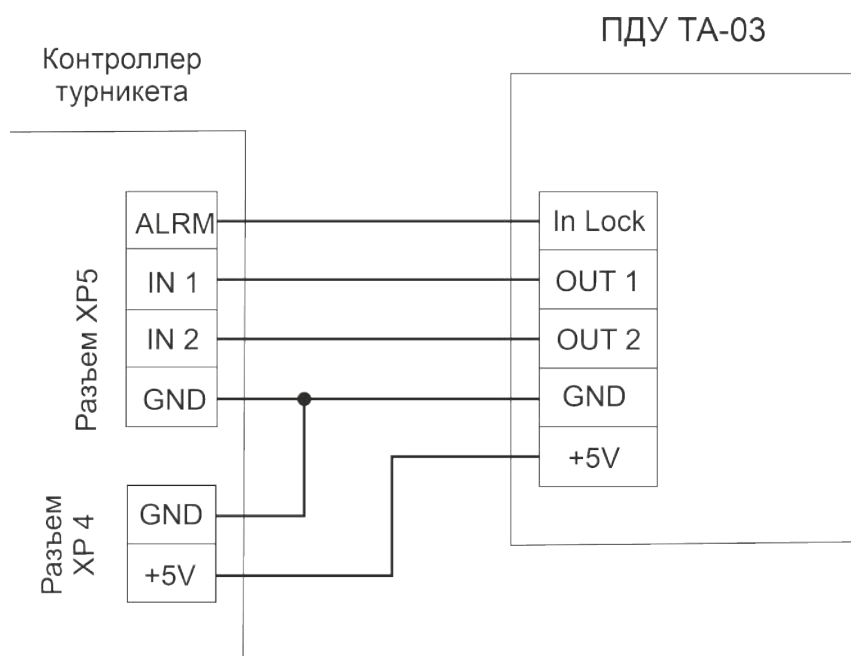 ПДУ ТА-03
Контроллер
турникета
Разъем XP5
ALRM
IN 1
IN 2
GND
Разъем
XP 4
GND
+5V
In Lock
OUT 1
OUT 2
GND
+5V